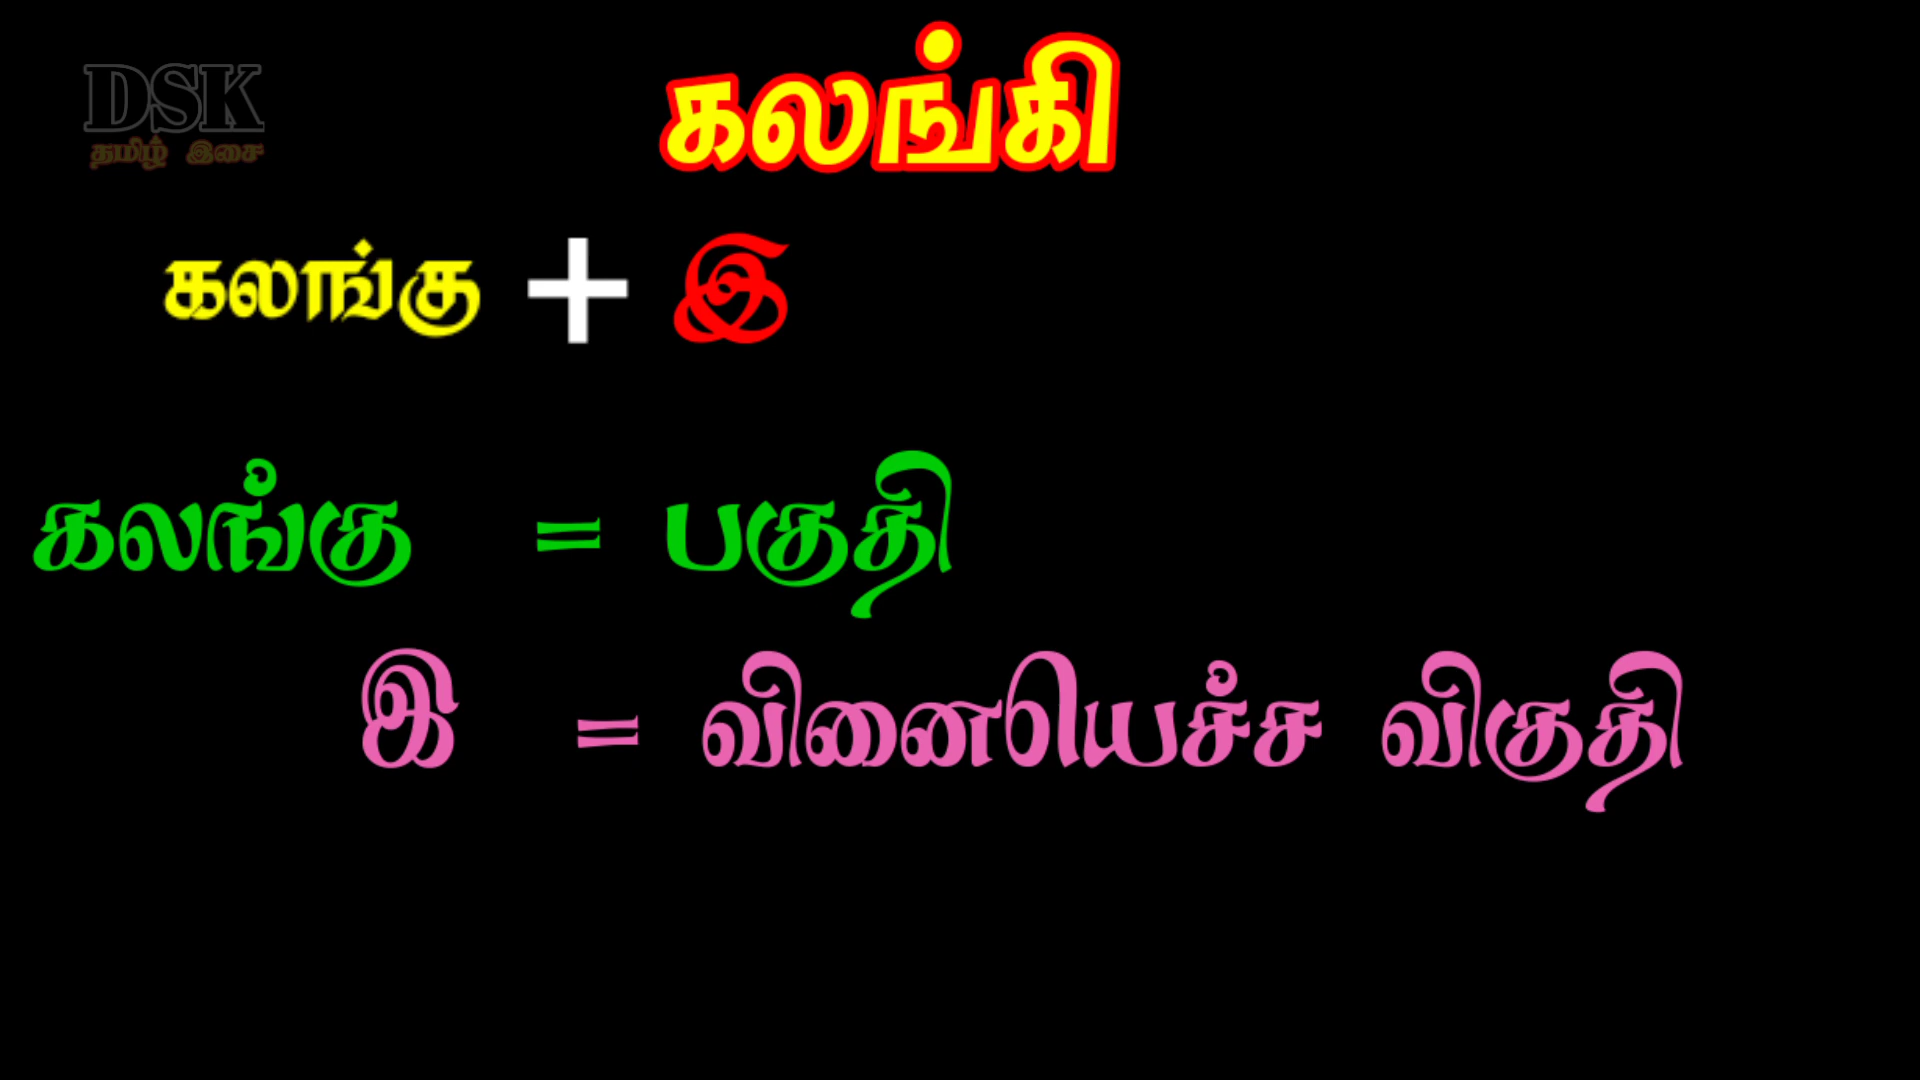 DSK
தமிழ் இசை
கலங்கி
கலங்கு + இ
கலங்கு = பகுதி
இ = வினையெச்ச விகுதி